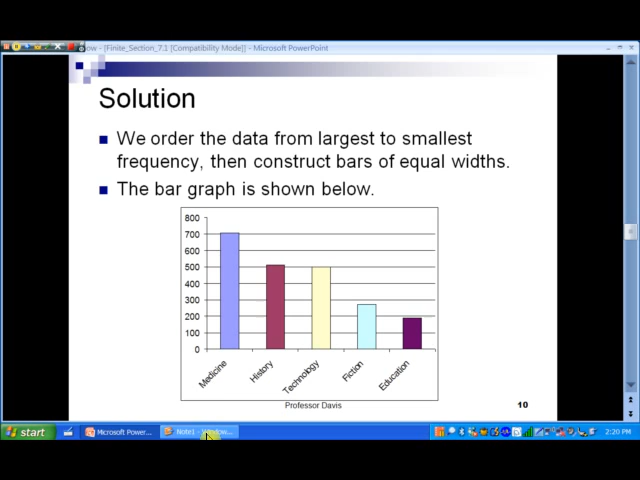 ow - [Finite_Section_7.1 [Compatibility Mode]] - Microsoft PowerPoint
Solution
We order the data from largest to smallest
frequency, then construct bars of equal widths.
The bar graph is shown below.
800
700
600
500
400
300
200
100
0
Medicine
History
Technology
Fiction
Education
Professor Davis
10
start
Microsoft Power...
Note1 - Window...
2:20 PM